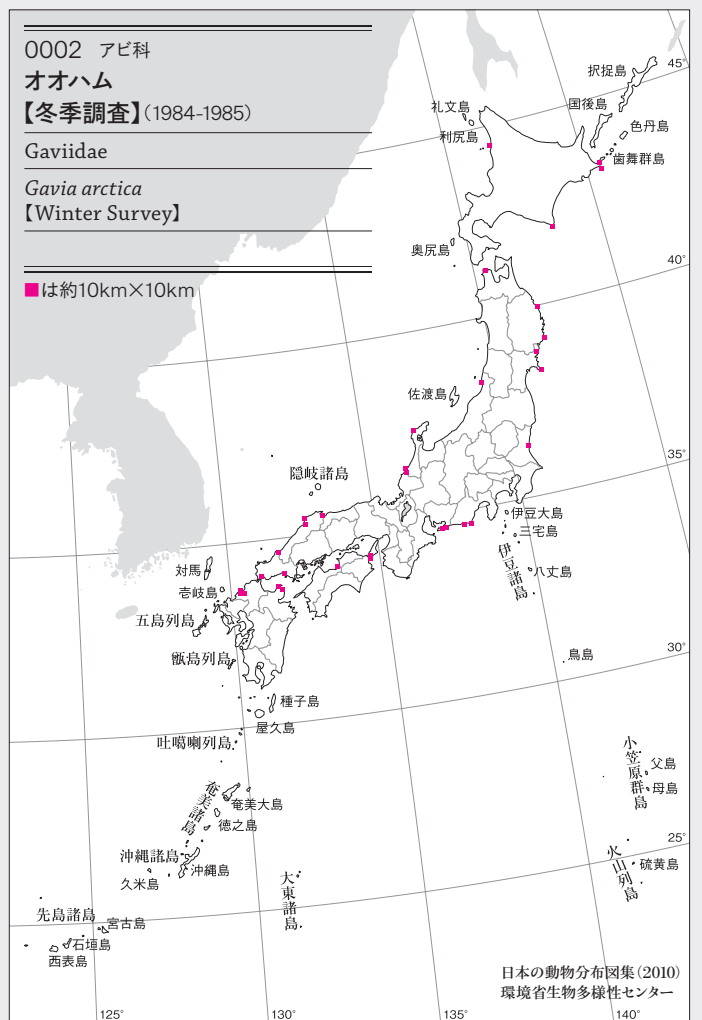 0002 アビ科
オオハム
【冬季調査】(1984-1985)
Gaviidae
Gavia arctica
【Winter Survey】
■は約10km×10km
択捉島
45°
国後島
礼文島
色丹島
利尻島
歯舞群島
奥尻島
40°
佐渡島
35°
隠岐諸島
伊豆大島
三宅島
伊豆諸島
八丈島
対馬
壱岐島
五島列島
甑島列島
30°
鳥島
種子島
屋久島
吐噶喇列島
小笠原群島
父島
母島
奄美諸島
奄美大島
徳之島
25°
沖縄諸島
沖縄島
久米島
火山列島
硫黄島
大東諸島
先島諸島
宮古島
石垣島
西表島
日本の動物分布図集(2010)
環境省生物多様性センター
125°
130°
135°
140°